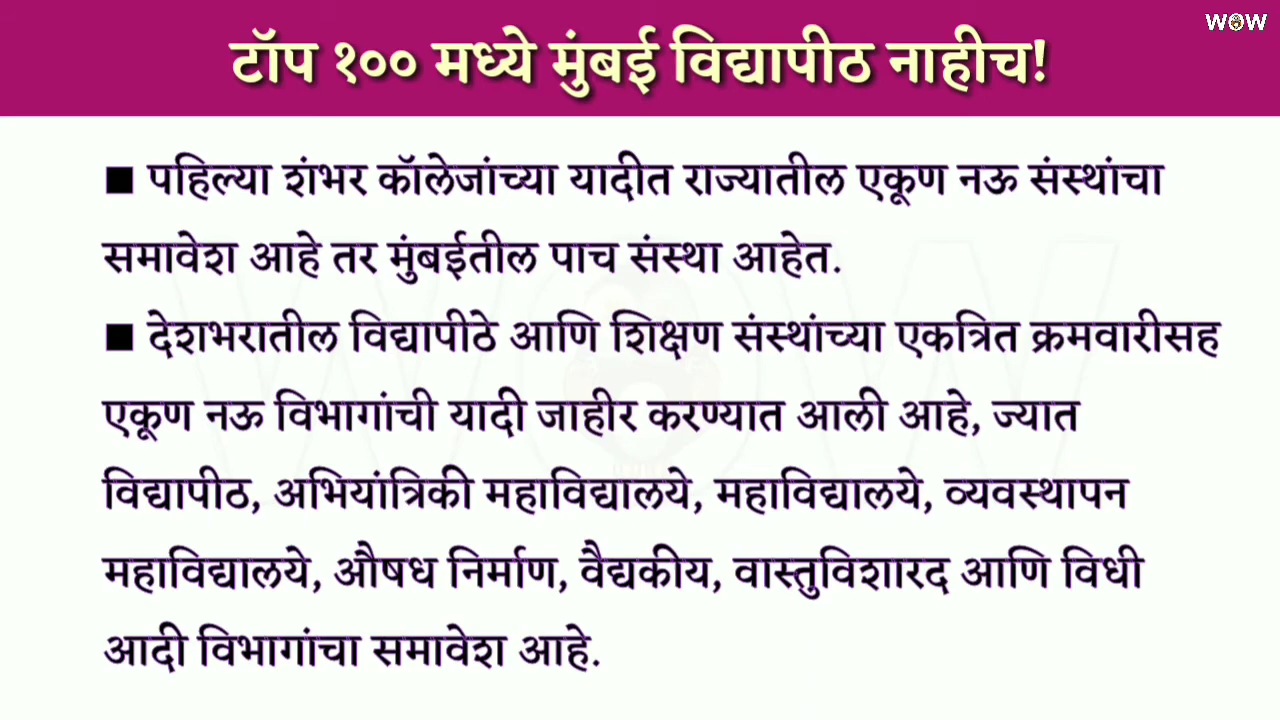 WOW
टॉप १०० मध्ये मुंबई विद्यापीठ नाहीच!
■ पहिल्या शंभर कॉलेजांच्या यादीत राज्यातील एकूण नऊ संस्थांचा
समावेश आहे तर मुंबईतील पाच संस्था आहेत.
■ देशभरातील विद्यापीठे आणि शिक्षण संस्थांच्या एकत्रित क्रमवारीसह
एकूण नऊ विभागांची यादी जाहीर करण्यात आली आहे, ज्यात
विद्यापीठ, अभियांत्रिकी महाविद्यालये, महाविद्यालये, व्यवस्थापन
महाविद्यालये, औषध निर्माण, वैद्यकीय, वास्तुविशारद आणि विधी
आदी विभागांचा समावेश आहे.